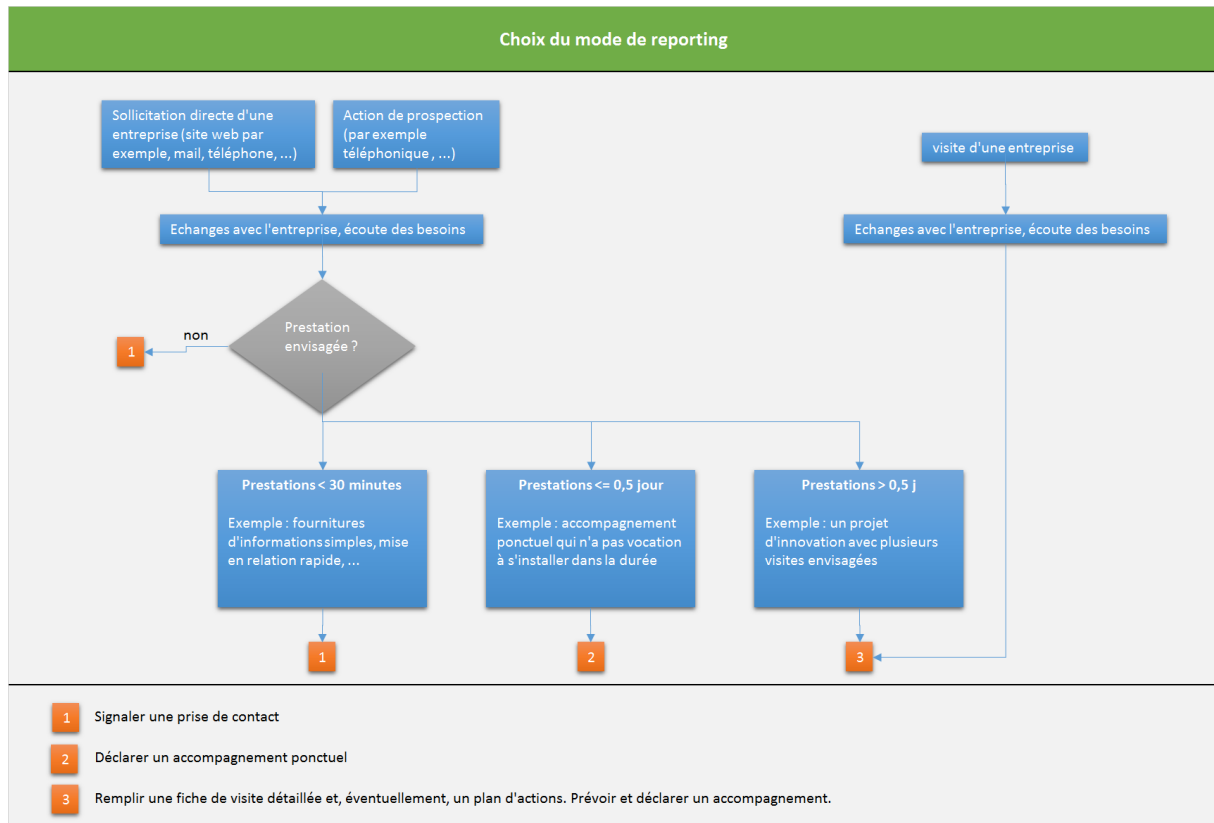 Choix du mode de reporting
Sollicitation directe d'une
entreprise (site web par
exemple, mail, téléphone, ...)
Action de prospection
(par exemple
téléphonique , ...)
visite d'une entreprise
Echanges avec l'entreprise, écoute des besoins
Echanges avec l'entreprise, écoute des besoins
Prestation
envisagée ?
non
1
Prestations < 30 minutes
Exemple : fournitures
d'informations simples, mise
en relation rapide, ...
Prestations <= 0,5 jour
Exemple : accompagnement
ponctuel qui n'a pas vocation
à s'installer dans la durée
Prestations > 0,5 j
Exemple : un projet
d'innovation avec plusieurs
visites envisagées
1
2
3
1 Signaler une prise de contact
2 Déclarer un accompagnement ponctuel
3 Remplir une fiche de visite détaillée et, éventuellement, un plan d'actions. Prévoir et déclarer un accompagnement.